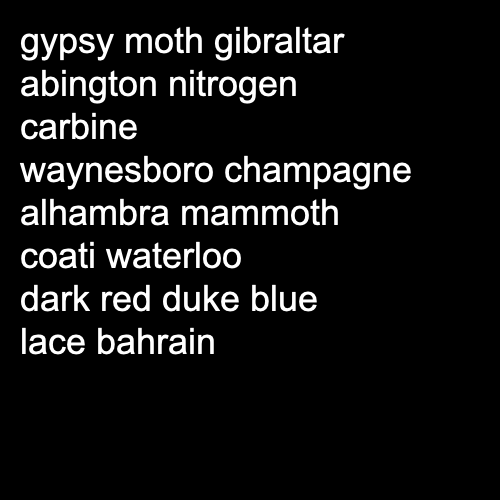 gypsy moth gibraltar
abington nitrogen
carbine
waynesboro champagne
alhambra mammoth
coati waterloo
dark red duke blue
lace bahrain